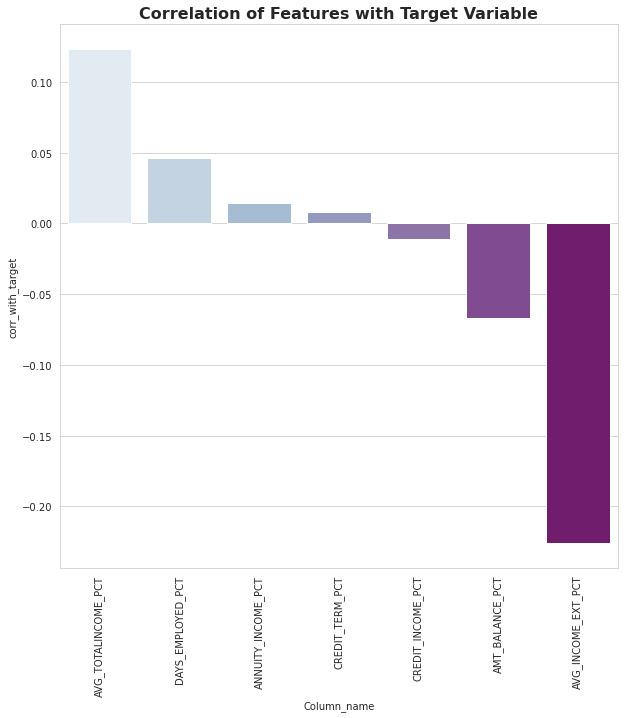 Correlation of Features with Target Variable
0.10
0.05
0.00
−0.05
−0.10
−0.15
−0.20
corr_with_target
AVG_TOTALINCOME_PCT
DAYS_EMPLOYED_PCT
ANNUITY_INCOME_PCT
CREDIT_TERM_PCT
CREDIT_INCOME_PCT
AMT_BALANCE_PCT
AVG_INCOME_EXT_PCT
Column_name